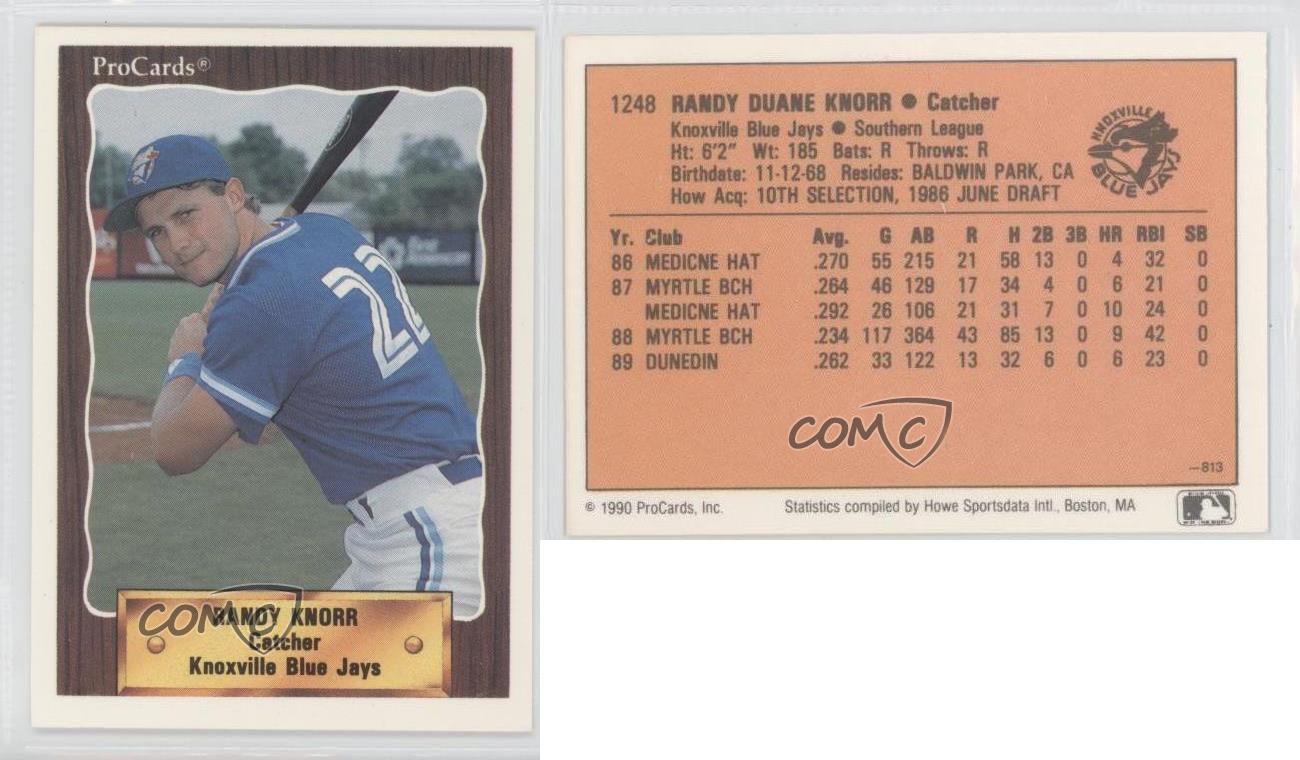 ProCards®
22
RANDY KNORR
Catcher
Knoxville Blue Jays
COMC
1248 RANDY DUANE KNORR ● Catcher
Knoxville Blue Jays ● Southern League
Ht: 6'2" Wt: 185 Bats: R Throws: R
Birthdate: 11-12-68 Resides: BALDWIN PARK, CA
How Acq: 10TH SELECTION, 1986 JUNE DRAFT
KNOXVILLE
BLUE JAYS
Yr. Club Avg. G AB R H 2B 3B HR RBI SB
86 MEDICNE HAT .270 55 215 21 58 13 0 4 32 0
87 MYRTLE BCH .264 46 129 17 34 4 0 6 21 0
MEDICNE HAT .292 26 106 21 31 7 0 10 24 0
88 MYRTLE BCH .234 117 364 43 85 13 0 9 42 0
89 DUNEDIN .262 33 122 13 32 6 0 6 23 0
COMC
—813
© 1990 ProCards, Inc. Statistics compiled by Howe Sportsdata Intl., Boston, MA